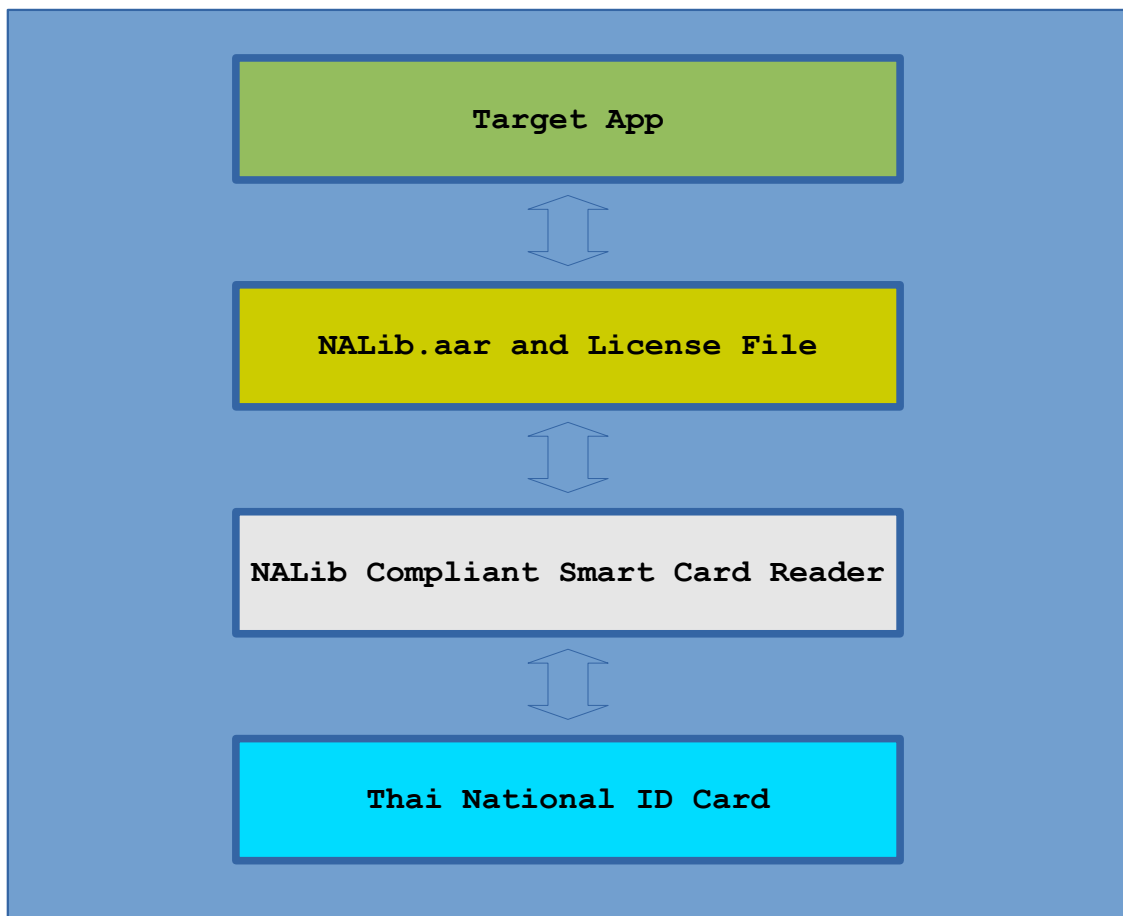 Target App
NALib.aar and License File
NALib Compliant Smart Card Reader
Thai National ID Card